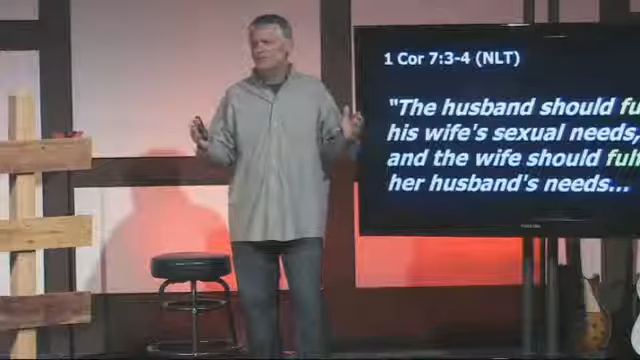 1 Cor 7:3-4 (NLT)
"The husband should fu
his wife's sexual needs,
and the wife should fulf
her husband's needs...